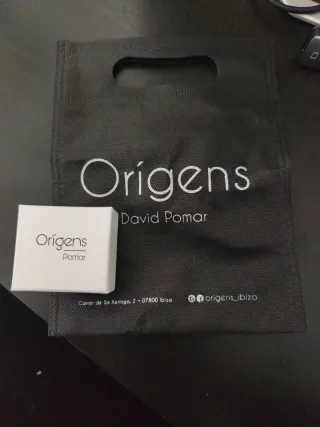 Orígens
David Pomar
Orígens
Pomar
Carrer de Sa Xeringa, 2 - 07800 Ibiza
origens_ibiza